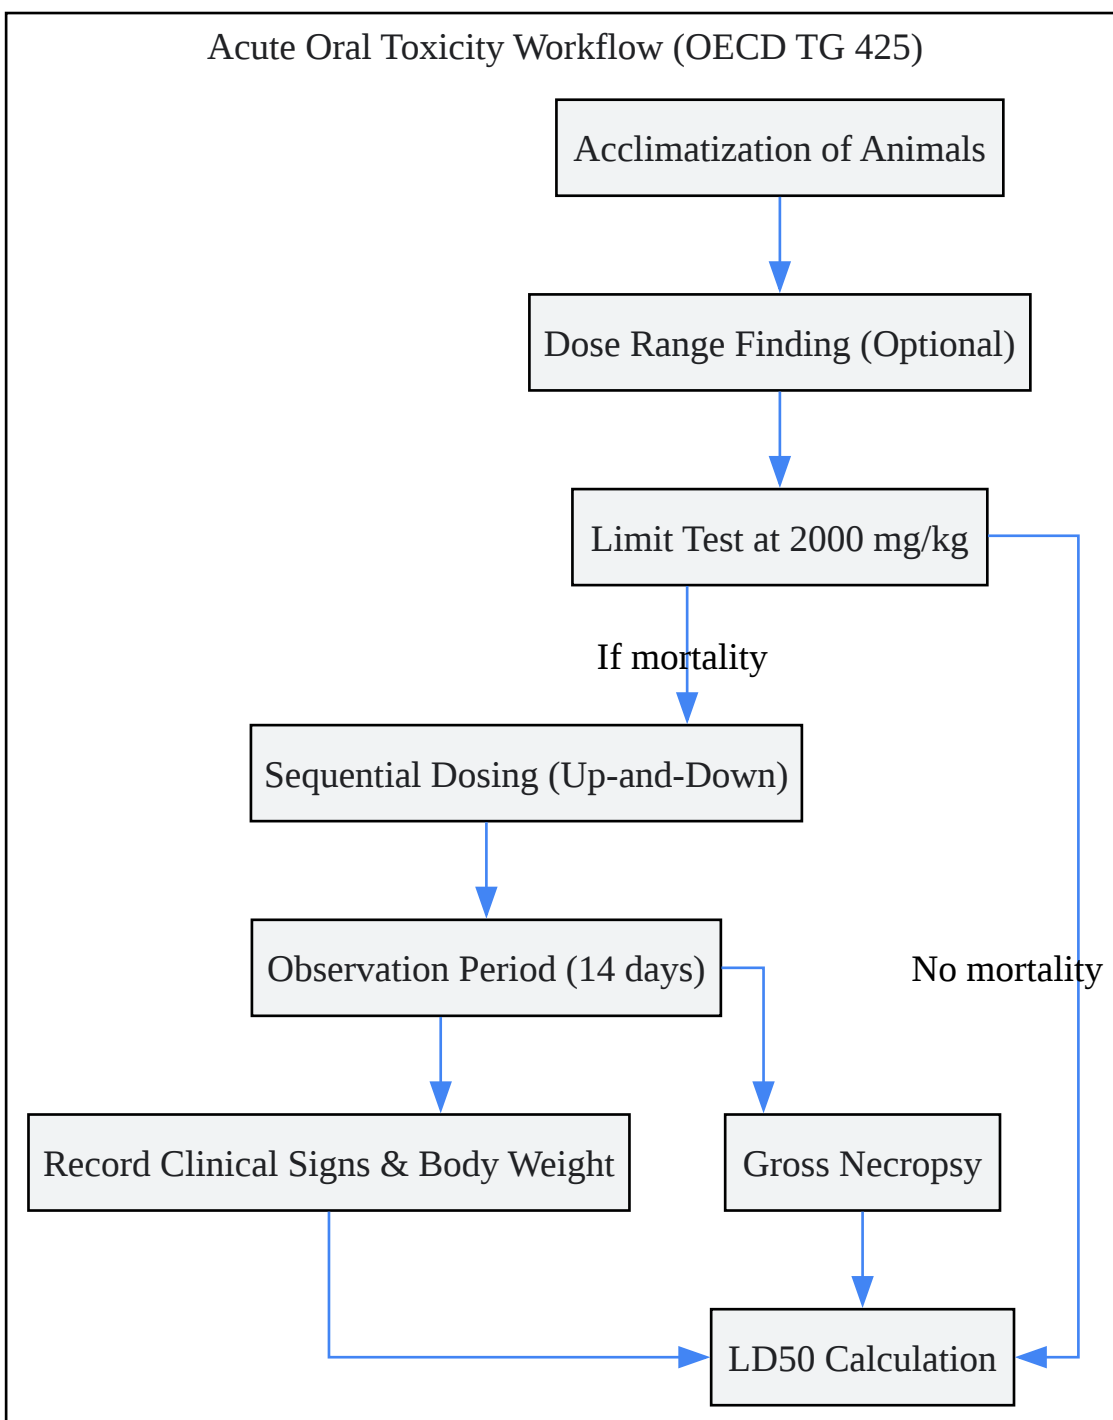 Acute Oral Toxicity Workflow (OECD TG 425)
Acclimatization of Animals
Dose Range Finding (Optional)
Limit Test at 2000 mg/kg
If mortality
Sequential Dosing (Up-and-Down)
Observation Period (14 days)
No mortality
Record Clinical Signs & Body Weight
Gross Necropsy
LD50 Calculation